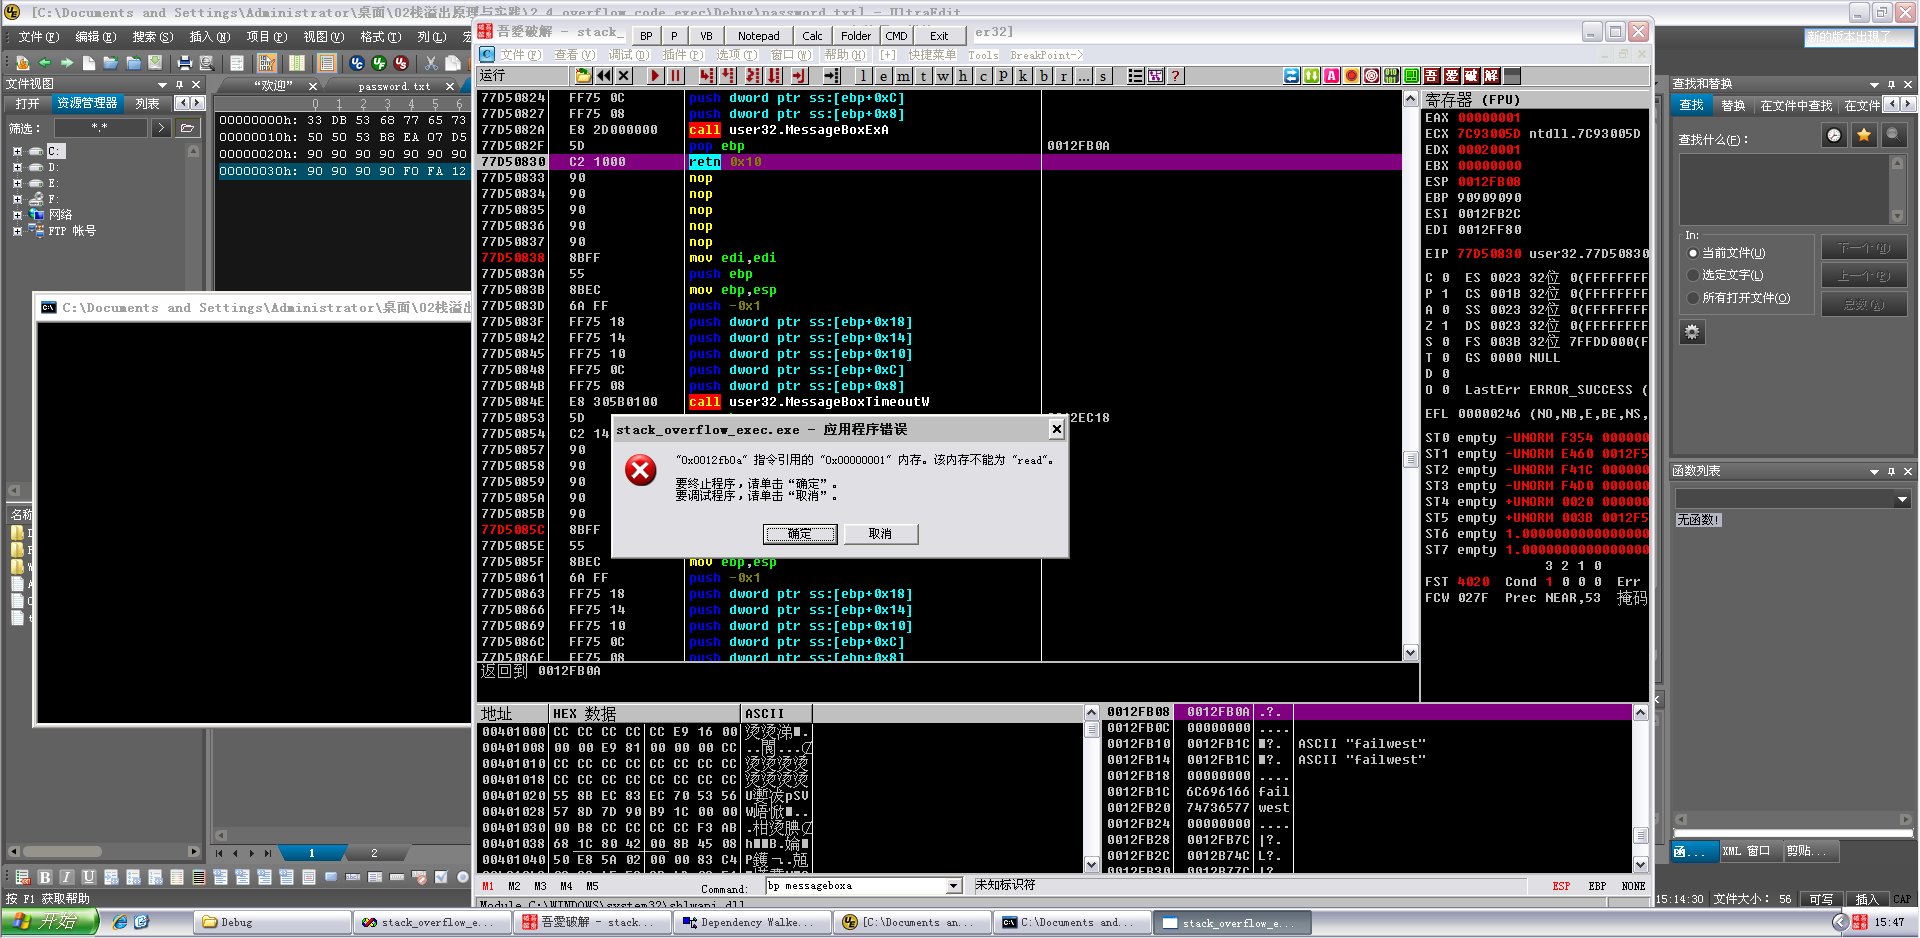 [C:\Documents and Settings\Administrator\桌面\02栈溢出原理与实践\2_4_overflow_code_exec\Debug\password.txt] - UltraEdit
文件(F) 编辑(E) 搜索(S) 插入(N) 项目(P) 视图(V) 格式(T) 列(L) 宏
新的版本出现了...
文件视图
打开 资源管理器 列表
筛选： *.*
C:
D:
E:
F:
网络
FTP 帐号
“欢迎” password.txt
0 1 2 3 4 5 6
00000000h: 33 DB 53 68 77 65 73
00000010h: 50 50 53 B8 EA 07 D5
00000020h: 90 90 90 90 90 90 90
00000030h: 90 90 90 90 F0 FA 12
C:\Documents and Settings\Administrator\桌面\02栈溢出
名称
1 2
按 F1 获取帮助
吾愛破解 - stack_
BP P VB Notepad Calc Folder CMD Exit
er32]
文件(F) 查看(V) 调试(D) 插件(P) 选项(T) 窗口(W) 帮助(H) [+] 快捷菜单 Tools BreakPoint->
运行
l e m t w h c p k b r ... s
吾 爱 破 解
77D50824 FF75 0C push dword ptr ss:[ebp+0xC]
77D50827 FF75 08 push dword ptr ss:[ebp+0x8]
77D5082A E8 2D000000 call user32.MessageBoxExA
77D5082F 5D pop ebp 0012FB0A
77D50830 C2 1000 retn 0x10
77D50833 90 nop
77D50834 90 nop
77D50835 90 nop
77D50836 90 nop
77D50837 90 nop
77D50838 8BFF mov edi,edi
77D5083A 55 push ebp
77D5083B 8BEC mov ebp,esp
77D5083D 6A FF push -0x1
77D5083F FF75 18 push dword ptr ss:[ebp+0x18]
77D50842 FF75 14 push dword ptr ss:[ebp+0x14]
77D50845 FF75 10 push dword ptr ss:[ebp+0x10]
77D50848 FF75 0C push dword ptr ss:[ebp+0xC]
77D5084B FF75 08 push dword ptr ss:[ebp+0x8]
77D5084E E8 305B0100 call user32.MessageBoxTimeoutW
77D50853 5D 2EC18
77D50854 C2 14
77D50857 90
77D50858 90
77D50859 90
77D5085A 90
77D5085B 90
77D5085C 8BFF
77D5085E 55
77D5085F 8BEC mov ebp,esp
77D50861 6A FF push -0x1
77D50863 FF75 18 push dword ptr ss:[ebp+0x18]
77D50866 FF75 14 push dword ptr ss:[ebp+0x14]
77D50869 FF75 10 push dword ptr ss:[ebp+0x10]
77D5086C FF75 0C push dword ptr ss:[ebp+0xC]
77D5086F FF75 08 push dword ptr ss:[ebp+0x8]
返回到 0012FB0A
stack_overflow_exec.exe - 应用程序错误
"0x0012fb0a" 指令引用的 "0x00000001" 内存。该内存不能为 "read"。
要终止程序，请单击“确定”。
要调试程序，请单击“取消”。
确定 取消
寄存器 (FPU)
EAX 00000001
ECX 7C93005D ntdll.7C93005D
EDX 00020001
EBX 00000000
ESP 0012FB08
EBP 90909090
ESI 0012FB2C
EDI 0012FF80
EIP 77D50830 user32.77D50830
C 0 ES 0023 32位 0(FFFFFFFF
P 1 CS 001B 32位 0(FFFFFFFF
A 0 SS 0023 32位 0(FFFFFFFF
Z 1 DS 0023 32位 0(FFFFFFFF
S 0 FS 003B 32位 7FFDD000(F
T 0 GS 0000 NULL
D 0
O 0 LastErr ERROR_SUCCESS (
EFL 00000246 (NO,NB,E,BE,NS,
ST0 empty -UNORM F354 000000
ST1 empty -UNORM E460 0012F5
ST2 empty -UNORM F41C 000000
ST3 empty -UNORM F4D0 000000
ST4 empty +UNORM 0020 000000
ST5 empty +UNORM 003B 0012F5
ST6 empty 1.0000000000000000
ST7 empty 1.0000000000000000
3 2 1 0
FST 4020 Cond 1 0 0 0 Err
FCW 027F Prec NEAR,53 掩码
地址 HEX 数据 ASCII
00401000 CC CC CC CC CC E9 16 00
00401008 00 00 E9 81 00 00 00 CC
00401010 CC CC CC CC CC CC CC CC
00401018 CC CC CC CC CC CC CC CC
00401020 55 8B EC 83 EC 70 53 56
00401028 57 8D 7D 90 B9 1C 00 00
00401030 00 B8 CC CC CC CC F3 AB
00401038 68 1C 80 42 00 8B 45 08
00401040 50 E8 5A 02 00 00 83 C4
0012FB08 0012FB0A .?.
0012FB0C 00000000 ....
0012FB10 0012FB1C ■?. ASCII "failwest"
0012FB14 0012FB1C ■?. ASCII "failwest"
0012FB18 00000000 ....
0012FB1C 6C696166 fail
0012FB20 74736577 west
0012FB24 00000000 ....
0012FB28 0012FB7C |?.
0012FB2C 0012B74C L?.
0012FB30 0012B77C
M1 M2 M3 M4 M5 Command: bp messageboxa 未知标识符 ESP EBP NONE
Module C:\WINDOWS\system32\shlwapi.dll
查找和替换
查找 替换 在文件中查找 在文件
查找什么(F)：
In:
当前文件(U)
选定文字(L)
所有打开文件(O)
下一个(N)
上一个(P)
总数(A)
函数列表
无函数!
函... XML 窗口 剪贴...
15:14:30 文件大小： 56 可写 插入 CAP
开始 Debug stack_overflow_e... 吾愛破解 - stack... Dependency Walke... [C:\Documents an... C:\Documents and... stack_overflow_e... 15:47